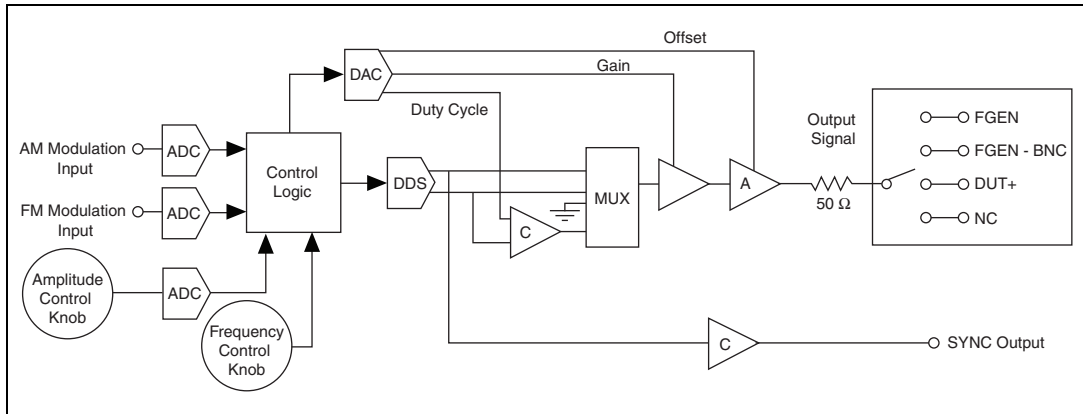 Offset
DAC
Gain
Duty Cycle
Output
Signal
FGEN
AM Modulation
Input
ADC
FGEN - BNC
Control
Logic
DDS
MUX
A
DUT+
50 Ω
FM Modulation
Input
ADC
C
NC
Amplitude
Control
Knob
ADC
Frequency
Control
Knob
C
SYNC Output